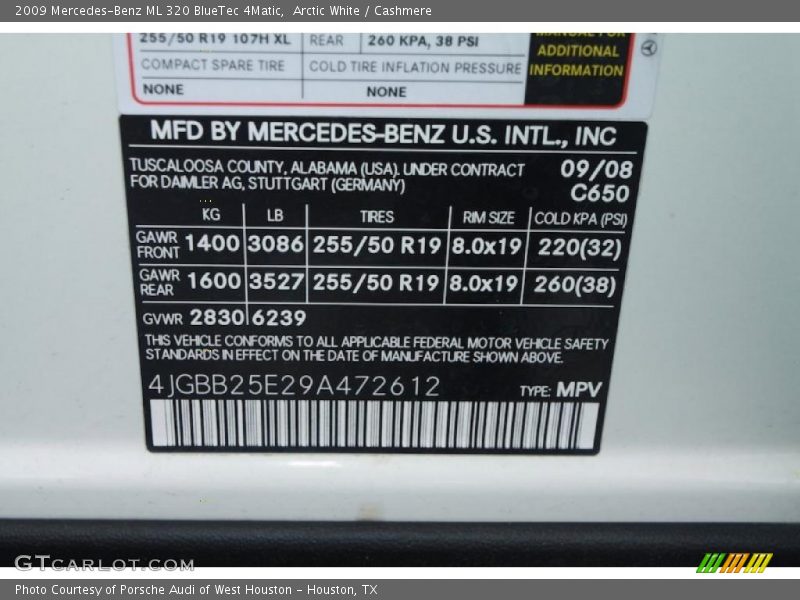 2009 Mercedes-Benz ML 320 BlueTec 4Matic, Arctic White / Cashmere
255/50 R19 107H XL REAR 260 KPA, 38 PSI
MANUAL FOR
ADDITIONAL
INFORMATION
COMPACT SPARE TIRE COLD TIRE INFLATION PRESSURE
NONE NONE
MFD BY MERCEDES-BENZ U.S. INTL., INC
TUSCALOOSA COUNTY, ALABAMA (USA). UNDER CONTRACT
FOR DAIMLER AG, STUTTGART (GERMANY)
09/08
C650
KG LB TIRES RIM SIZE COLD KPA (PSI)
GAWR FRONT 1400 3086 255/50 R19 8.0x19 220(32)
GAWR REAR 1600 3527 255/50 R19 8.0x19 260(38)
GVWR 2830 6239
THIS VEHICLE CONFORMS TO ALL APPLICABLE FEDERAL MOTOR VEHICLE SAFETY
STANDARDS IN EFFECT ON THE DATE OF MANUFACTURE SHOWN ABOVE.
4JGBB25E29A472612 TYPE: MPV
GTCARLOT.COM
Photo Courtesy of Porsche Audi of West Houston - Houston, TX